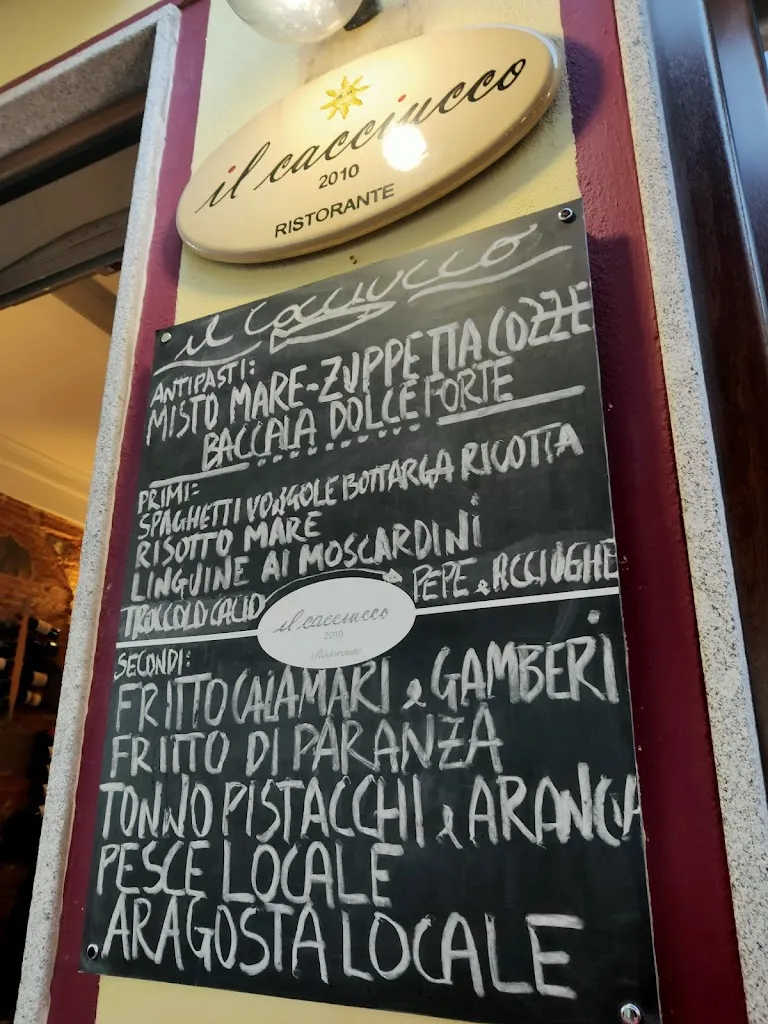 il cacciucco
2010
RISTORANTE
il cacciucco
ANTIPASTI:
MISTO MARE-ZUPPETTA COZZE
BACCALA DOLCE FORTE
PRIMI:
SPAGHETTI VONGOLE BOTTARGA RICOTTA
RISOTTO MARE
LINGUINE AI MOSCARDINI
PEPE e ACCIUGHE
il cacciucco
2010
Ristorante
SECONDI:
FRITTO CALAMARI e GAMBERI
FRITTO DI PARANZA
TONNO PISTACCHI e ARANCIA
PESCE LOCALE
ARAGOSTA LOCALE